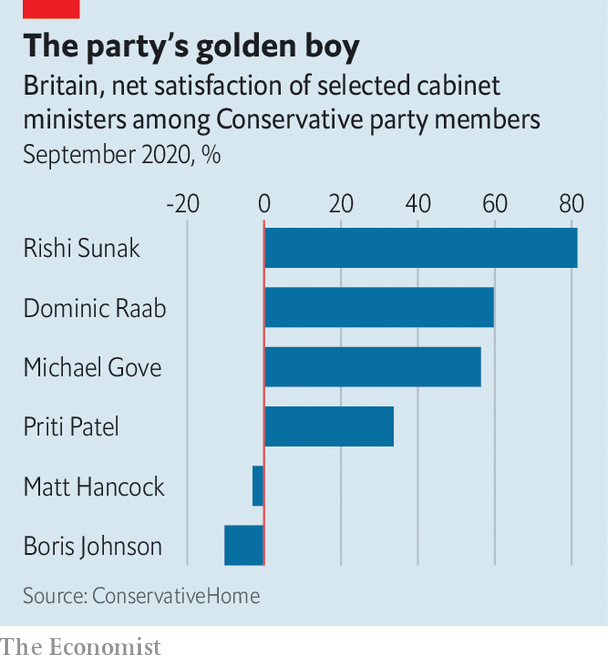 The party's golden boy
Britain, net satisfaction of selected cabinet
ministers among Conservative party members
September 2020, %
-20 0 20 40 60 80
Rishi Sunak
Dominic Raab
Michael Gove
Priti Patel
Matt Hancock
Boris Johnson
Source: ConservativeHome
The Economist